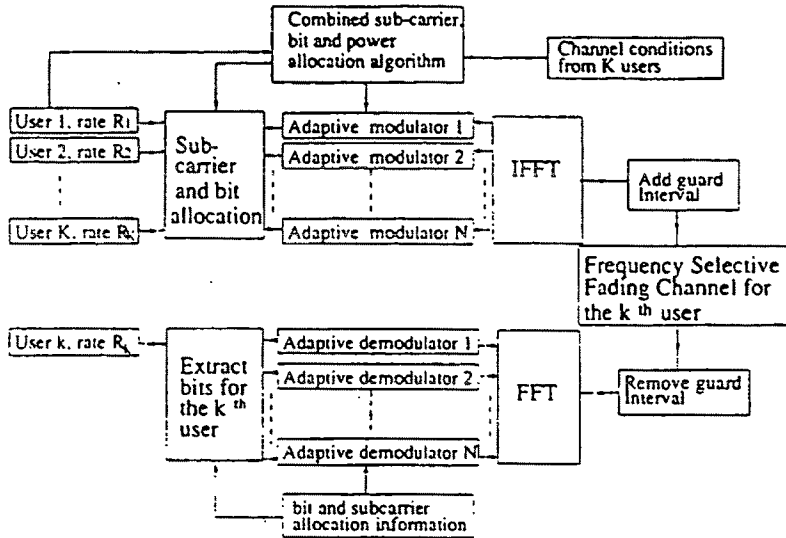 Combined sub-carrier,
bit and power
allocation algorithm
Channel conditions
from K users
User 1, rate R1
User 2, rate R2
User K, rate Rk
Sub-
carrier
and bit
allocation
Adaptive modulator 1
Adaptive modulator 2
Adaptive modulator N
IFFT
Add guard
Interval
Frequency Selective
Fading Channel for
the k th user
User k, rate Rk
Extract
bits for
the k th
user
Adaptive demodulator 1
Adaptive demodulator 2
Adaptive demodulator N
FFT
Remove guard
Interval
bit and subcarrier
allocation information